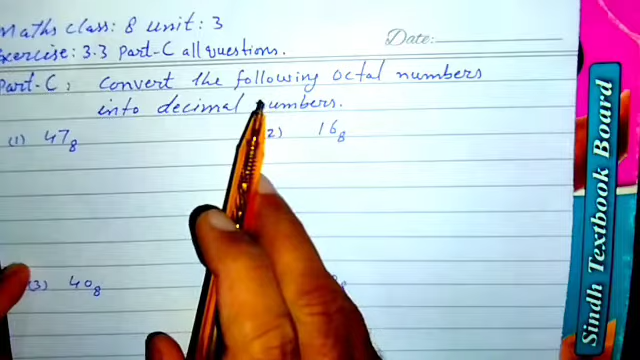 Maths class: 8 unit: 3
Exercise: 3.3 Part-C all questions.
Date:
Part-C: Convert the following octal numbers
into decimal numbers.
(1) 47₈ (2) 16₈
(3) 40₈
Sindh Textbook Board